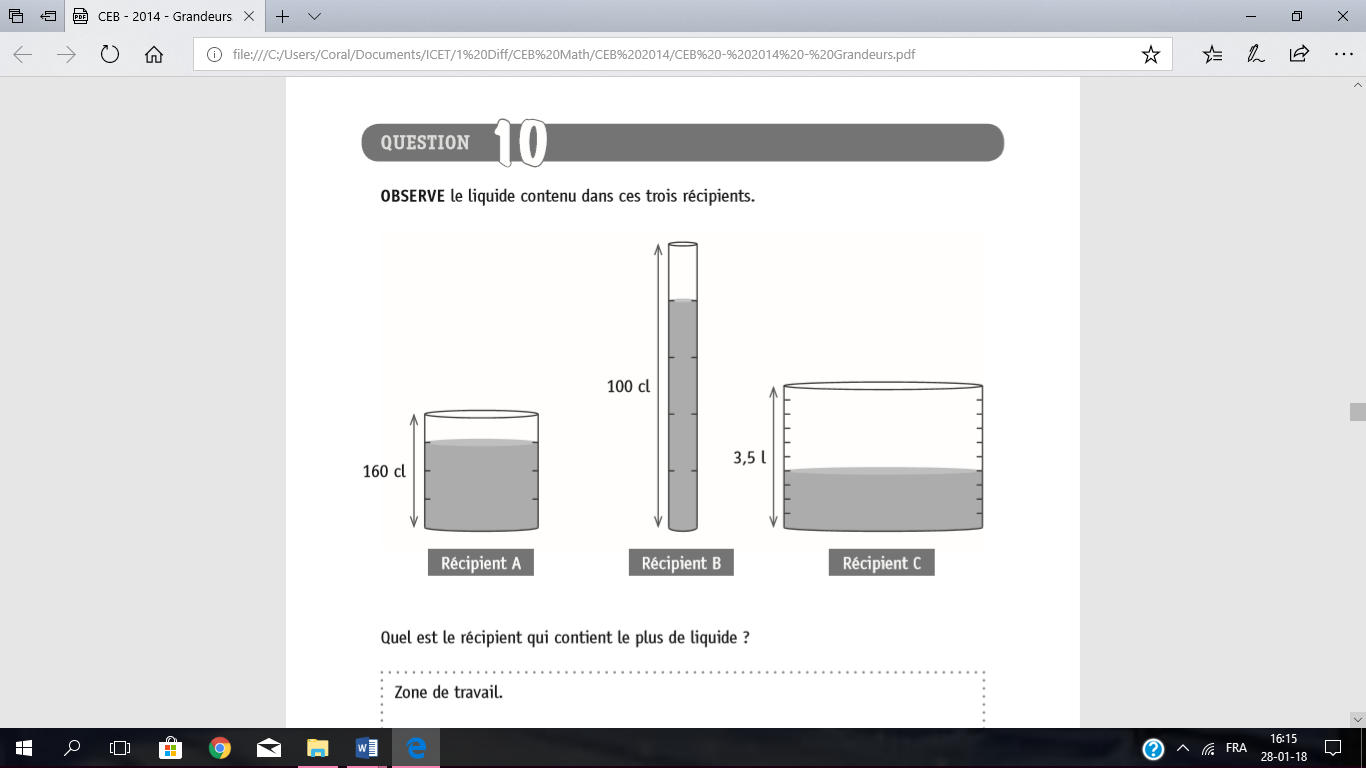 CEB - 2014 - Grandeurs
file:///C:/Users/Coral/Documents/ICET/1%20Diff/CEB%20Math/CEB%202014/CEB%20-%202014%20-%20Grandeurs.pdf
QUESTION 10
OBSERVE le liquide contenu dans ces trois récipients.
100 cl
160 cl
3,5 l
Récipient A
Récipient B
Récipient C
Quel est le récipient qui contient le plus de liquide ?
Zone de travail.
FRA
16:15
28-01-18